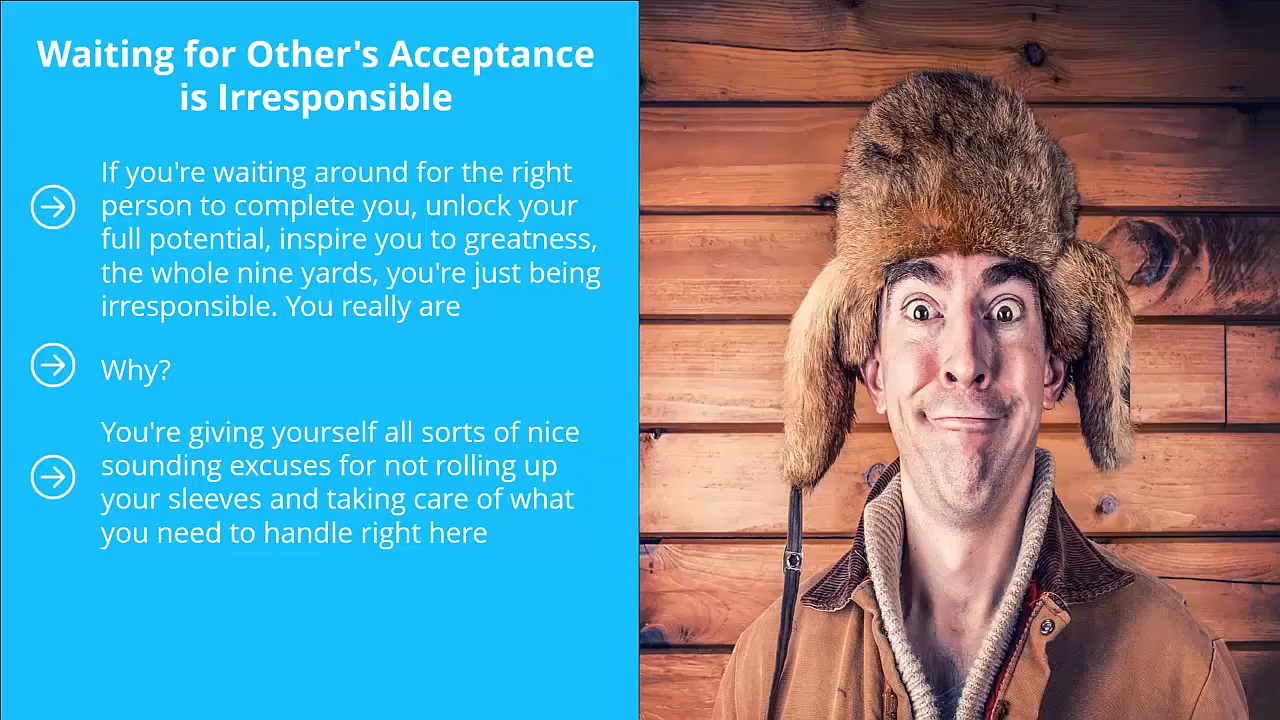 Waiting for Other's Acceptance
is Irresponsible
If you're waiting around for the right
person to complete you, unlock your
full potential, inspire you to greatness,
the whole nine yards, you're just being
irresponsible. You really are
Why?
You're giving yourself all sorts of nice
sounding excuses for not rolling up
your sleeves and taking care of what
you need to handle right here